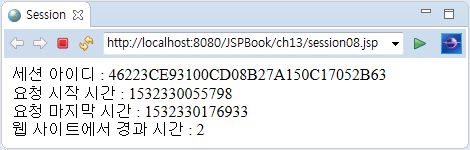 Session
http://localhost:8080/JSPBook/ch13/session08.jsp
세션 아이디 : 46223CE93100CD08B27A150C17052B63
요청 시작 시간 : 1532330055798
요청 마지막 시간 : 1532330176933
웹 사이트에서 경과 시간 : 2